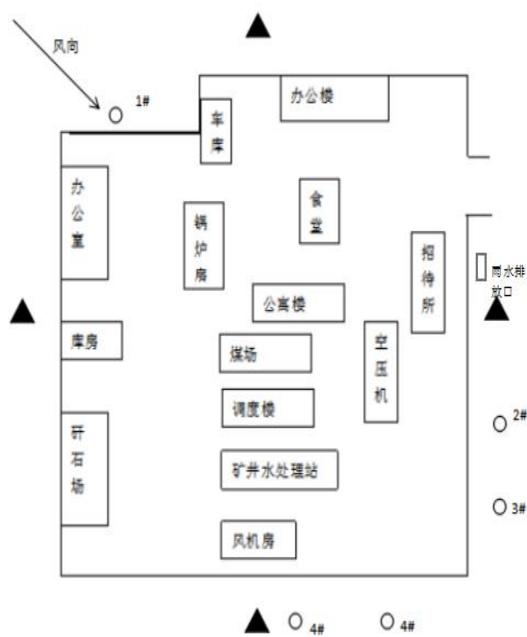 风向
1#
办公楼
车库
办公室
食堂
锅炉房
招待所
雨水排
放口
公寓楼
库房
煤场
空压机
调度楼
2#
矸石场
矿井水处理站
3#
风机房
4#
4#